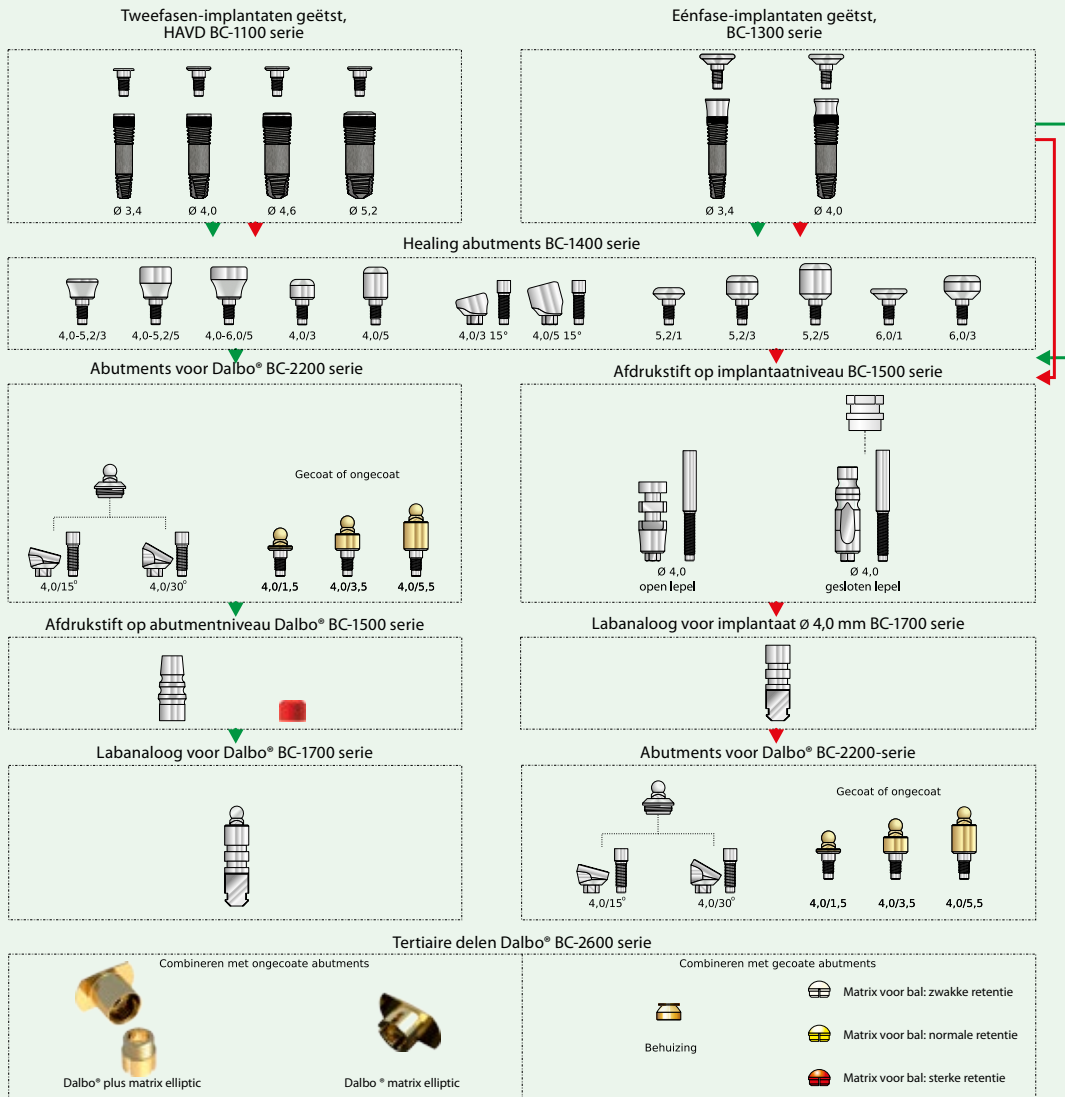 Tweefasen-implantaten geëtst,
HAVD BC-1100 serie
Eénfase-implantaten geëtst,
BC-1300 serie
Ø 3,4
Ø 4,0
Ø 4,6
Ø 5,2
Ø 3,4
Ø 4,0
Healing abutments BC-1400 serie
4,0-5,2/3
4,0-5,2/5
4,0-6,0/5
4,0/3
4,0/5
4,0/3 15°
4,0/5 15°
5,2/1
5,2/3
5,2/5
6,0/1
6,0/3
Abutments voor Dalbo® BC-2200 serie
Gecoat of ongecoat
4,0/15°
4,0/30°
4,0/1,5
4,0/3,5
4,0/5,5
Afdrukstift op implantaatniveau BC-1500 serie
Ø 4,0
open lepel
Ø 4,0
gesloten lepel
Afdrukstift op abutmentniveau Dalbo® BC-1500 serie
Labanaloog voor implantaat Ø 4,0 mm BC-1700 serie
Labanaloog voor Dalbo® BC-1700 serie
Abutments voor Dalbo® BC-2200-serie
Gecoat of ongecoat
4,0/15°
4,0/30°
4,0/1,5
4,0/3,5
4,0/5,5
Tertiaire delen Dalbo® BC-2600 serie
Combineren met ongecoate abutments
Dalbo® plus matrix elliptic
Dalbo ® matrix elliptic
Combineren met gecoate abutments
Behuizing
Matrix voor bal: zwakke retentie
Matrix voor bal: normale retentie
Matrix voor bal: sterke retentie